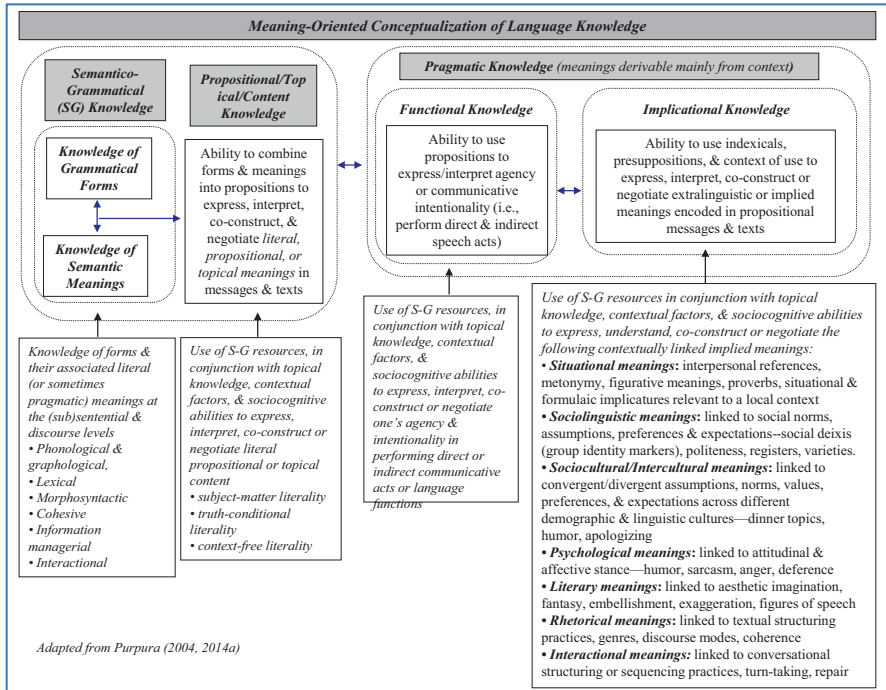 Meaning-Oriented Conceptualization of Language Knowledge
Semantico-
Grammatical
(SG) Knowledge
Knowledge of
Grammatical
Forms
Knowledge of
Semantic
Meanings
Propositional/Top
ical/Content
Knowledge
Ability to combine
forms & meanings
into propositions to
express, interpret,
co-construct, &
negotiate literal,
propositional, or
topical meanings in
messages & texts
Pragmatic Knowledge (meanings derivable mainly from context)
Functional Knowledge
Ability to use
propositions to
express/interpret agency
or communicative
intentionality (i.e.,
perform direct & indirect
speech acts)
Implicational Knowledge
Ability to use indexicals,
presuppositions, & context of use to
express, interpret, co-construct or
negotiate extralinguistic or implied
meanings encoded in propositional
messages & texts
Knowledge of forms &
their associated literal
(or sometimes
pragmatic) meanings at
the (sub)sentential &
discourse levels
• Phonological &
graphological,
• Lexical
• Morphosyntactic
• Cohesive
• Information
managerial
• Interactional
Use of S-G resources, in
conjunction with topical
knowledge, contextual
factors, & sociocognitive
abilities to express,
interpret, co-construct or
negotiate literal
propositional or topical
content
• subject-matter literality
• truth-conditional
literality
• context-free literality
Use of S-G resources, in
conjunction with topical
knowledge, contextual
factors, &
sociocognitive abilities to
express, interpret, co-
construct or negotiate
one's agency &
intentionality in
performing direct or
indirect communicative
acts or language
functions
Use of S-G resources in conjunction with topical
knowledge, contextual factors, & sociocognitive abilities
to express, understand, co-construct or negotiate the
following contextually linked implied meanings:
• Situational meanings: interpersonal references,
metonymy, figurative meanings, proverbs, situational &
formulaic implicatures relevant to a local context
• Sociolinguistic meanings: linked to social norms,
assumptions, preferences & expectations--social deixis
(group identity markers), politeness, registers, varieties.
• Sociocultural/Intercultural meanings: linked to
convergent/divergent assumptions, norms, values,
preferences, & expectations across different
demographic & linguistic cultures—dinner topics,
humor, apologizing
• Psychological meanings: linked to attitudinal &
affective stance—humor, sarcasm, anger, deference
• Literary meanings: linked to aesthetic imagination,
fantasy, embellishment, exaggeration, figures of speech
• Rhetorical meanings: linked to textual structuring
practices, genres, discourse modes, coherence
• Interactional meanings: linked to conversational
structuring or sequencing practices, turn-taking, repair
Adapted from Purpura (2004, 2014a)